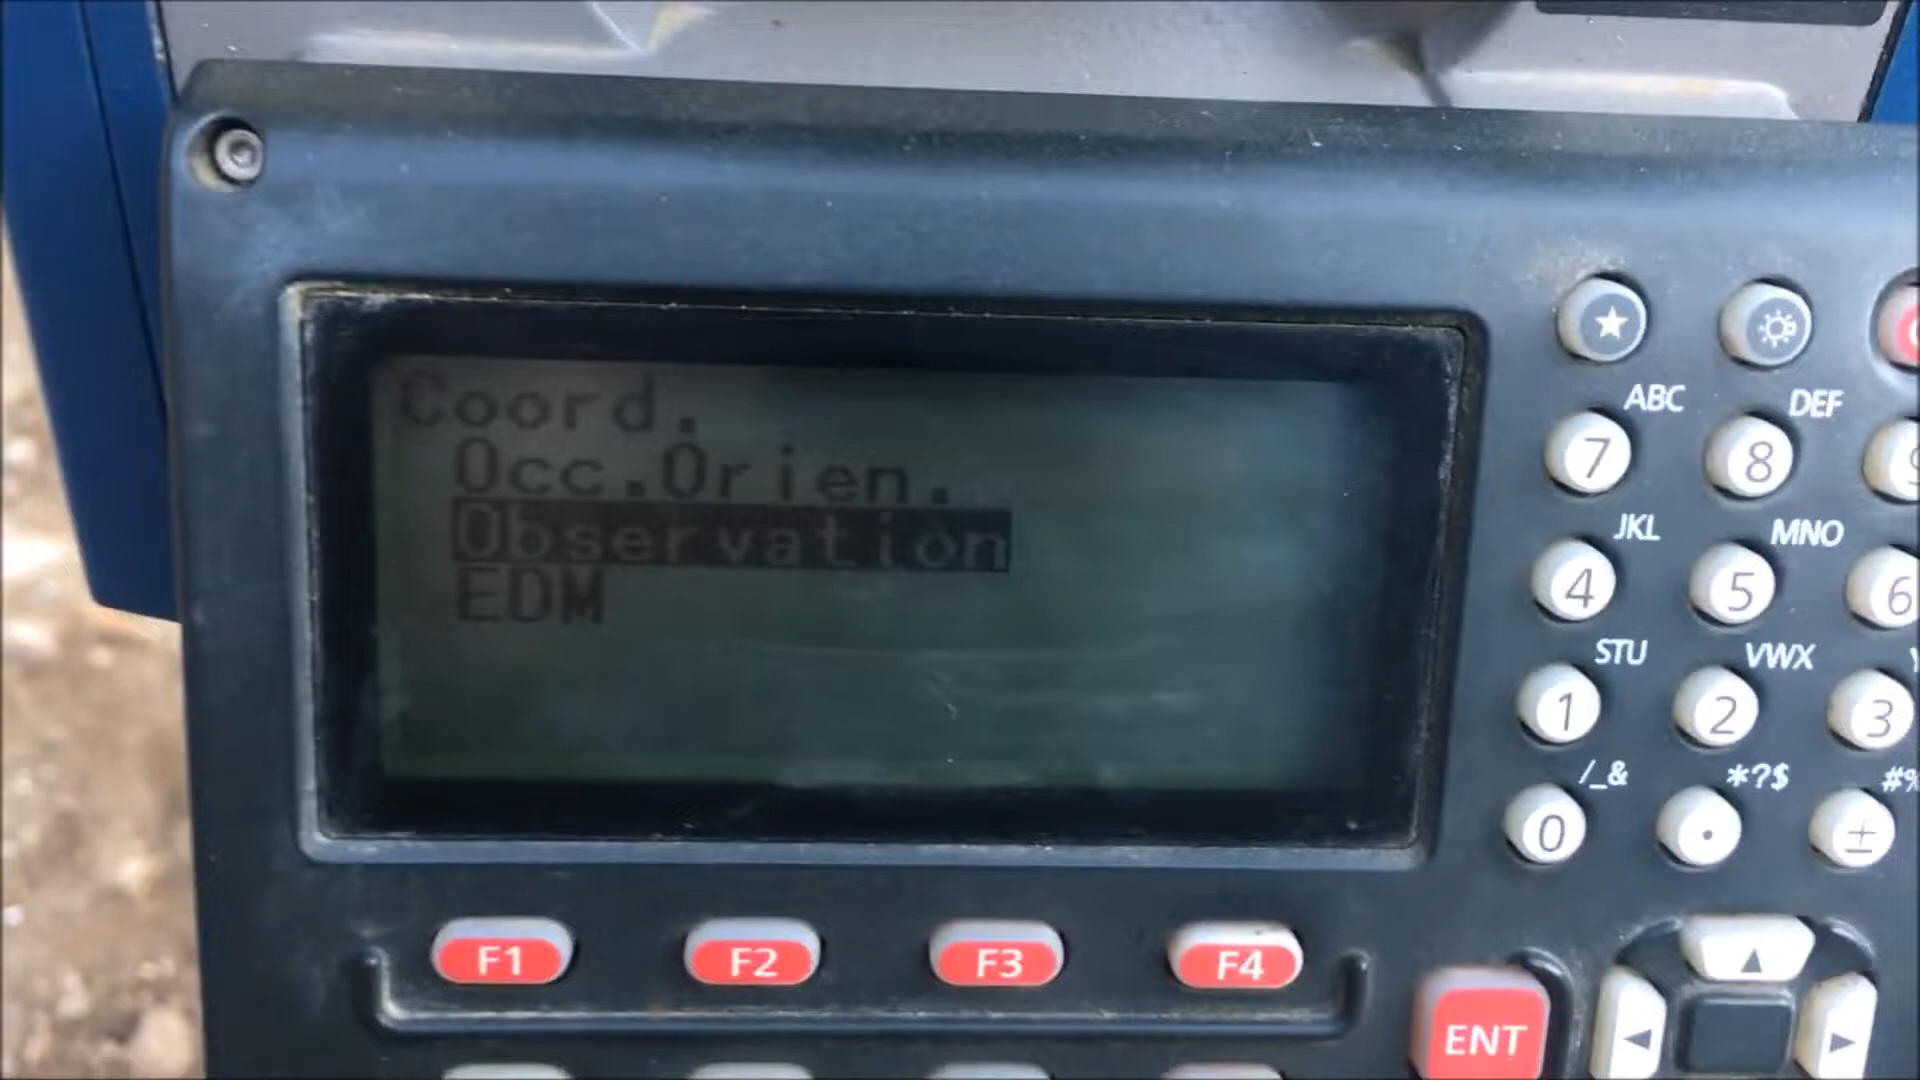 Coord.
Occ.Orien.
Observation
EDM
ABC DEF
7 8 9
JKL MNO
4 5 6
STU VWX
1 2 3
/_& *?$ #%
0 . ±
F1 F2 F3 F4
ENT